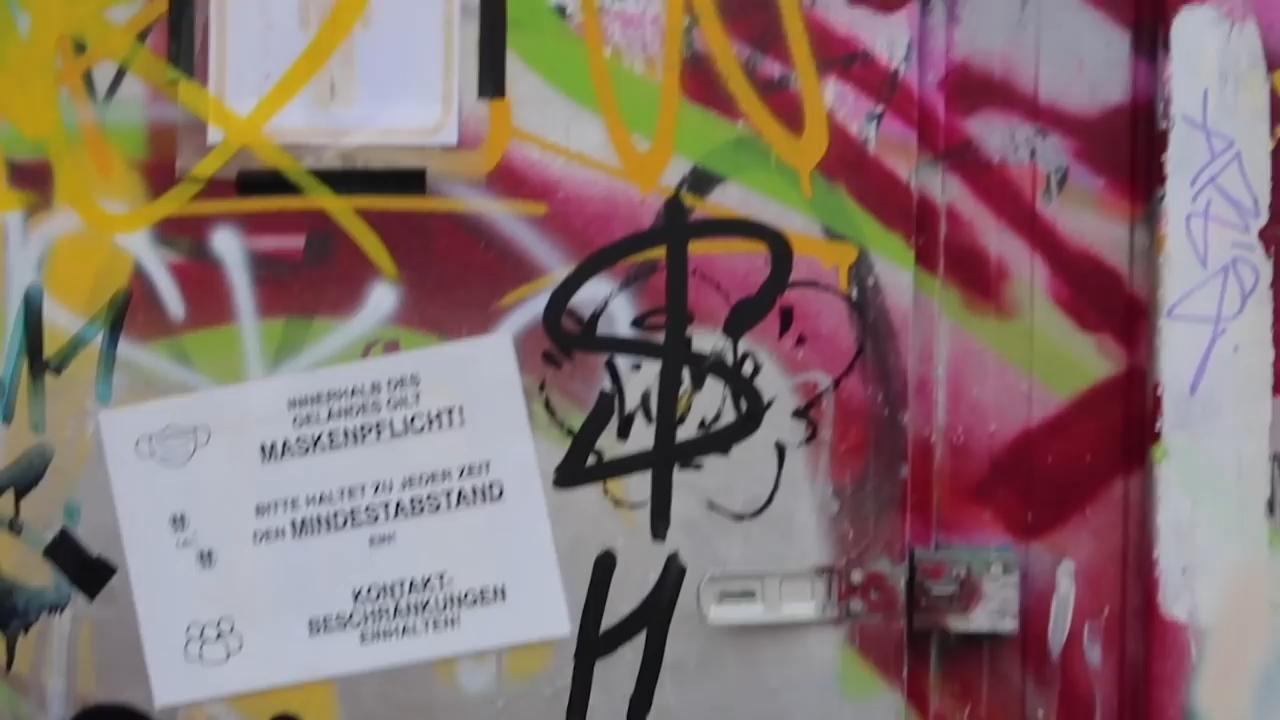 INNERHALB DES
GELÄNDES GILT
MASKENPFLICHT!
BITTE HALTET ZU JEDER ZEIT
DEN MINDESTABSTAND
EIN!
KONTAKT-
BESCHRÄNKUNGEN
EINHALTEN!
M
$
H